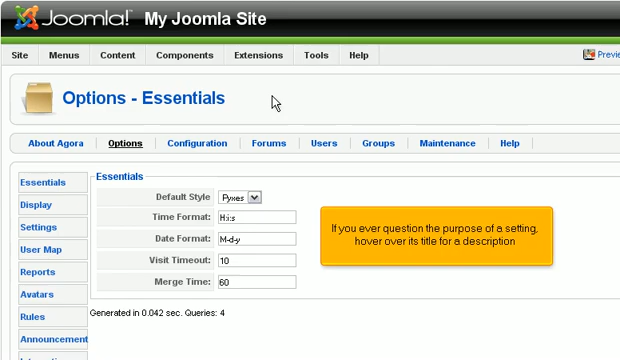 Joomla! My Joomla Site
Site Menus Content Components Extensions Tools Help
Options - Essentials
About Agora Options Configuration Forums Users Groups Maintenance Help
Essentials
Display
Settings
User Map
Reports
Avatars
Rules
Announcement
Essentials
Default Style Pyxes
Time Format: H:i:s
Date Format: M-d-y
Visit Timeout: 10
Merge Time: 60
If you ever question the purpose of a setting,
hover over its title for a description
Generated in 0.042 sec. Queries: 4